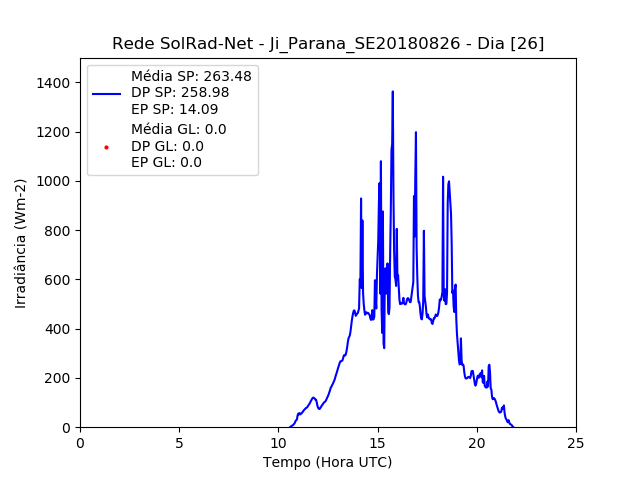 Rede SolRad-Net - Ji_Parana_SE20180826 - Dia [26]
Média SP: 263.48
DP SP: 258.98
EP SP: 14.09
Média GL: 0.0
DP GL: 0.0
EP GL: 0.0
Irradiância (Wm-2)
1400
1200
1000
800
600
400
200
0
0 5 10 15 20 25
Tempo (Hora UTC)